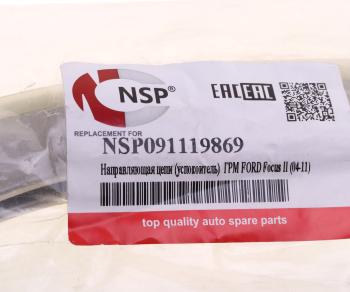 NSP®
EAC EAC
REPLACEMENT FOR
NSP091119869
Направляющая цепи (успокоитель) ГРМ FORD Focus II (04-11)
top quality auto spare parts